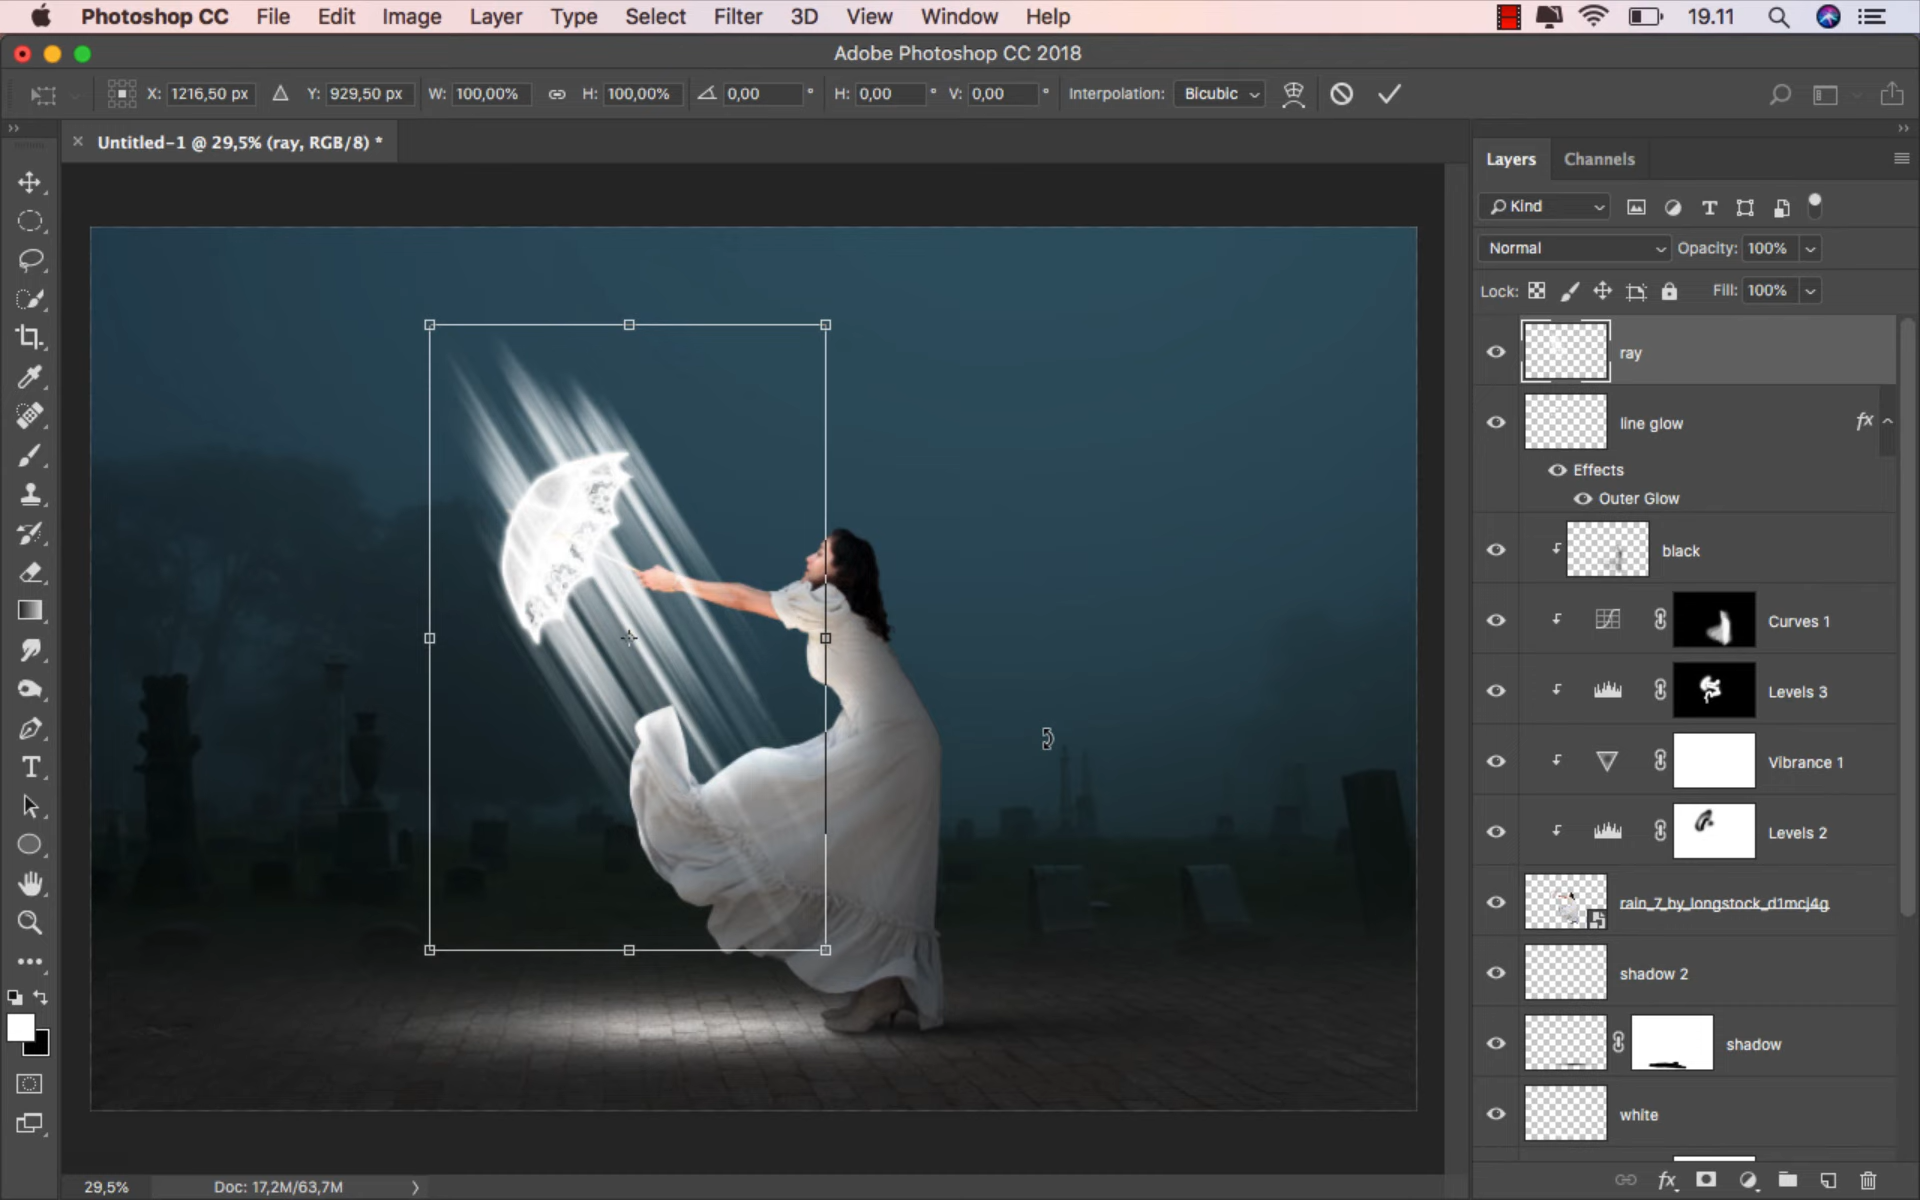 Photoshop CC File Edit Image Layer Type Select Filter 3D View Window Help 19.11
Adobe Photoshop CC 2018
X: 1216,50 px Y: 929,50 px W: 100,00% H: 100,00% 0,00 ° H: 0,00 ° V: 0,00 ° Interpolation: Bicubic
Untitled-1 @ 29,5% (ray, RGB/8) *
Layers Channels
Kind
Normal Opacity: 100%
Lock: Fill: 100%
ray
line glow fx
Effects
Outer Glow
black
Curves 1
Levels 3
Vibrance 1
Levels 2
rain_7_by_longstock_d1mcj4g
shadow 2
shadow
white
29,5% Doc: 17,2M/63,7M
fx